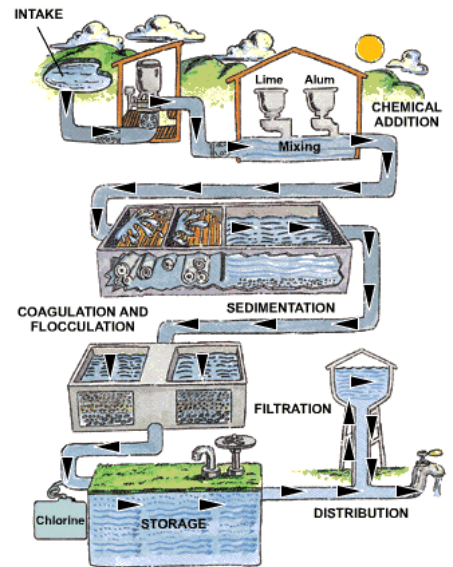 INTAKE
Lime
Alum
CHEMICAL
ADDITION
Mixing
COAGULATION AND
FLOCCULATION
SEDIMENTATION
FILTRATION
Chlorine
STORAGE
DISTRIBUTION